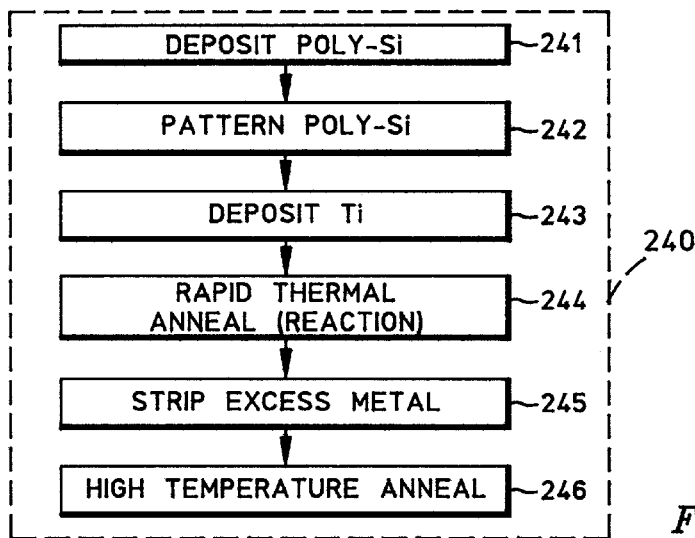 DEPOSIT POLY-Si 241
PATTERN POLY-Si 242
DEPOSIT Ti 243
240
RAPID THERMAL
ANNEAL (REACTION) 244
STRIP EXCESS METAL 245
HIGH TEMPERATURE ANNEAL 246
F